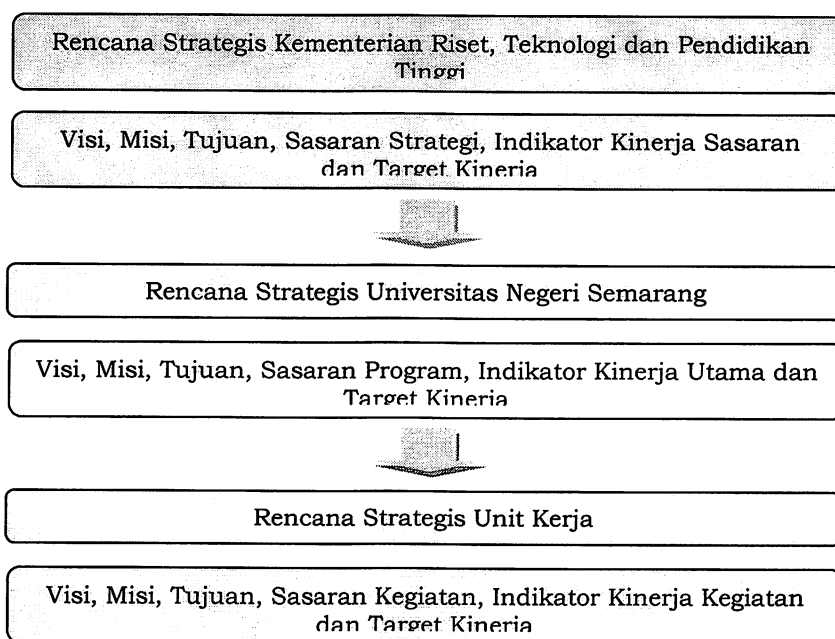 Rencana Strategis Kementerian Riset, Teknologi dan Pendidikan
Tinggi
Visi, Misi, Tujuan, Sasaran Strategi, Indikator Kinerja Sasaran
dan Target Kinerja
Rencana Strategis Universitas Negeri Semarang
Visi, Misi, Tujuan, Sasaran Program, Indikator Kinerja Utama dan
Target Kinerja
Rencana Strategis Unit Kerja
Visi, Misi, Tujuan, Sasaran Kegiatan, Indikator Kinerja Kegiatan
dan Target Kinerja